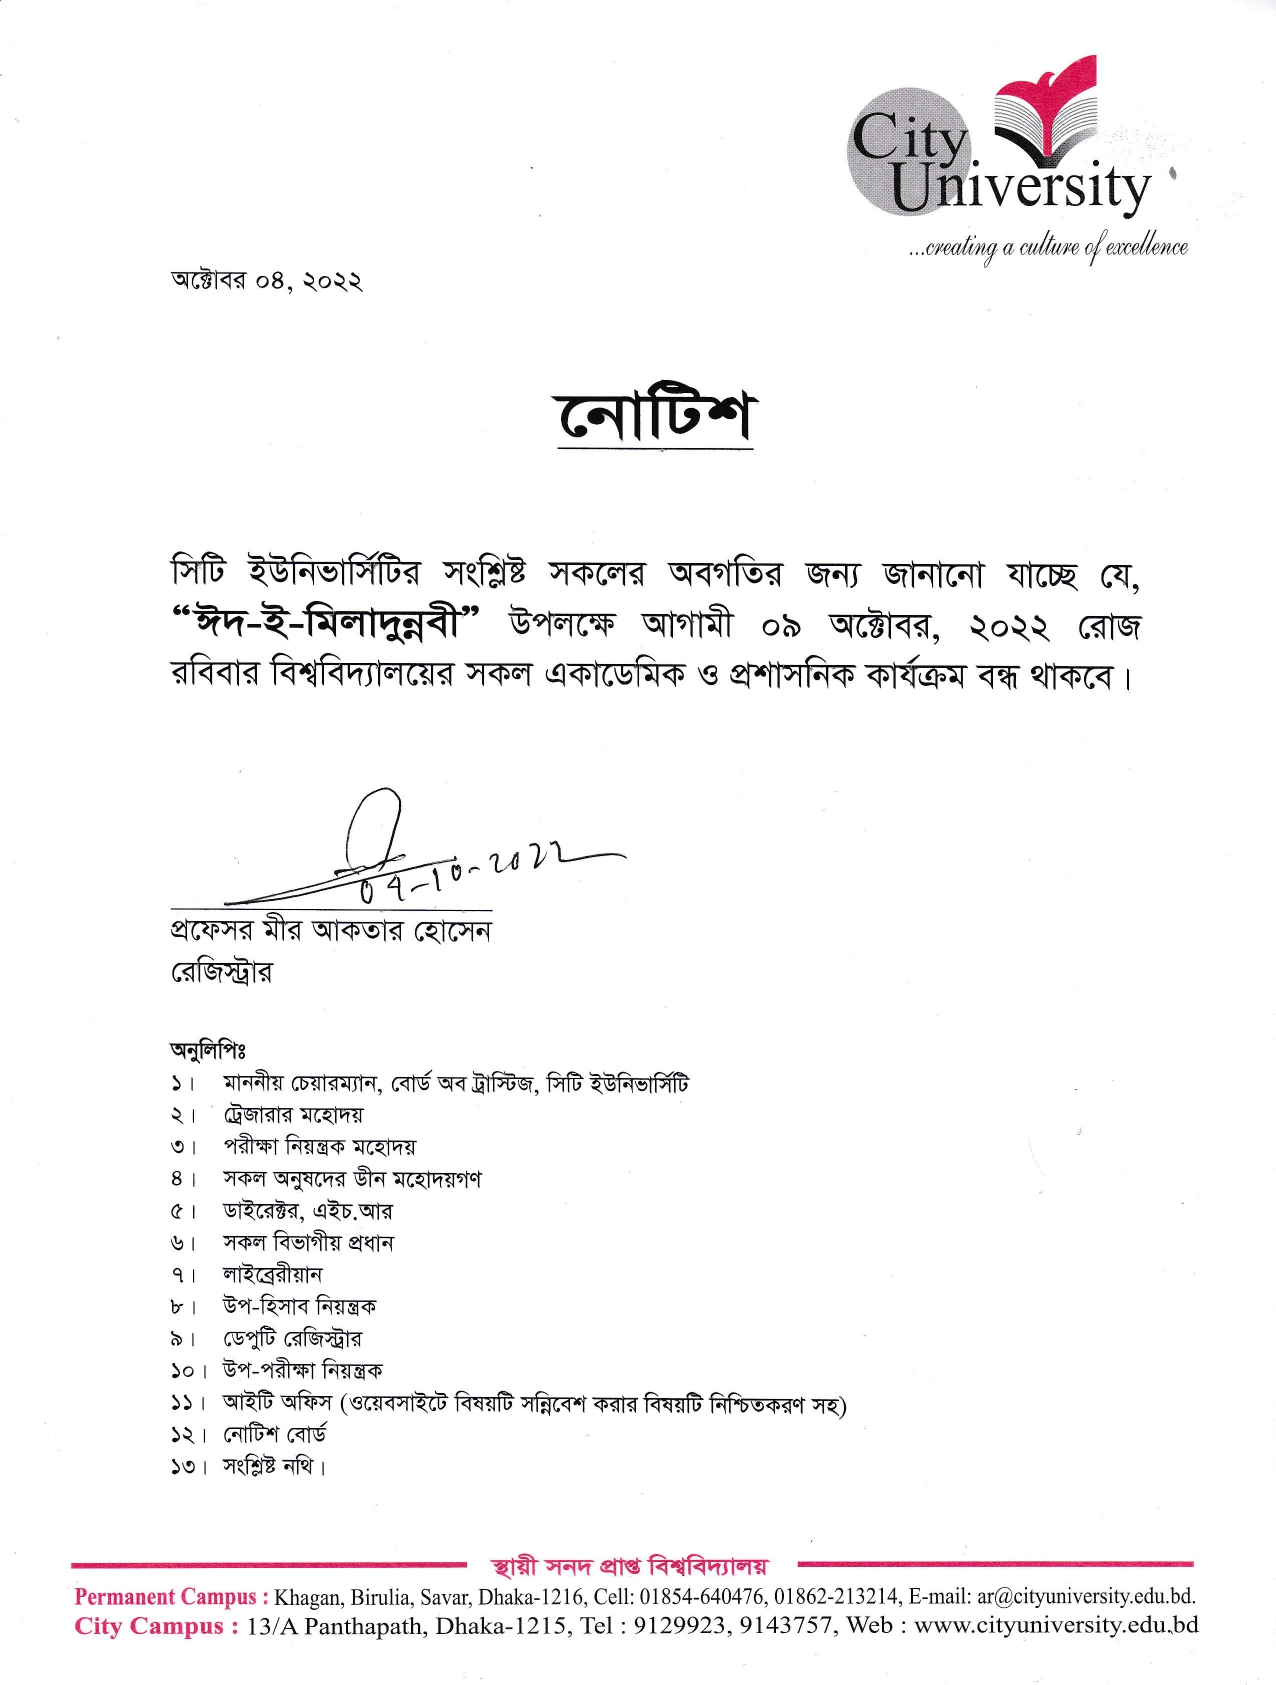 City
University
...creating a culture of excellence
অক্টোবর ০৪, ২০২২
নোটিশ
সিটি ইউনিভার্সিটির সংশ্লিষ্ট সকলের অবগতির জন্য জানানো যাচ্ছে যে,
“ঈদ-ই-মিলাদুন্নবী” উপলক্ষে আগামী ০৯ অক্টোবর, ২০২২ রোজ
রবিবার বিশ্ববিদ্যালয়ের সকল একাডেমিক ও প্রশাসনিক কার্যক্রম বন্ধ থাকবে।
04-10-2022
প্রফেসর মীর আকতার হোসেন
রেজিস্ট্রার
অনুলিপিঃ
১। মাননীয় চেয়ারম্যান, বোর্ড অব ট্রাস্টিজ, সিটি ইউনিভার্সিটি
২। ট্রেজারার মহোদয়
৩। পরীক্ষা নিয়ন্ত্রক মহোদয়
৪। সকল অনুষদের ডীন মহোদয়গণ
৫। ডাইরেক্টর, এইচ.আর
৬। সকল বিভাগীয় প্রধান
৭। লাইব্রেরীয়ান
৮। উপ-হিসাব নিয়ন্ত্রক
৯। ডেপুটি রেজিস্ট্রার
১০। উপ-পরীক্ষা নিয়ন্ত্রক
১১। আইটি অফিস (ওয়েবসাইটে বিষয়টি সন্নিবেশ করার বিষয়টি নিশ্চিতকরণ সহ)
১২। নোটিশ বোর্ড
১৩। সংশ্লিষ্ট নথি।
স্থায়ী সনদ প্রাপ্ত বিশ্ববিদ্যালয়
Permanent Campus : Khagan, Birulia, Savar, Dhaka-1216, Cell: 01854-640476, 01862-213214, E-mail: ar@cityuniversity.edu.bd.
City Campus : 13/A Panthapath, Dhaka-1215, Tel : 9129923, 9143757, Web : www.cityuniversity.edu.bd